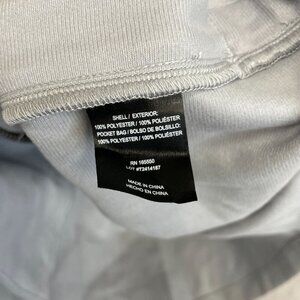 SHELL / EXTERIOR:
100% POLYESTER / 100% POLIÉSTER
POCKET BAG / BOLSO DE BOLSILLO:
100% POLYESTER / 100% POLIÉSTER
RN 165550
LOT #72414167
MADE IN CHINA
HECHO EN CHINA